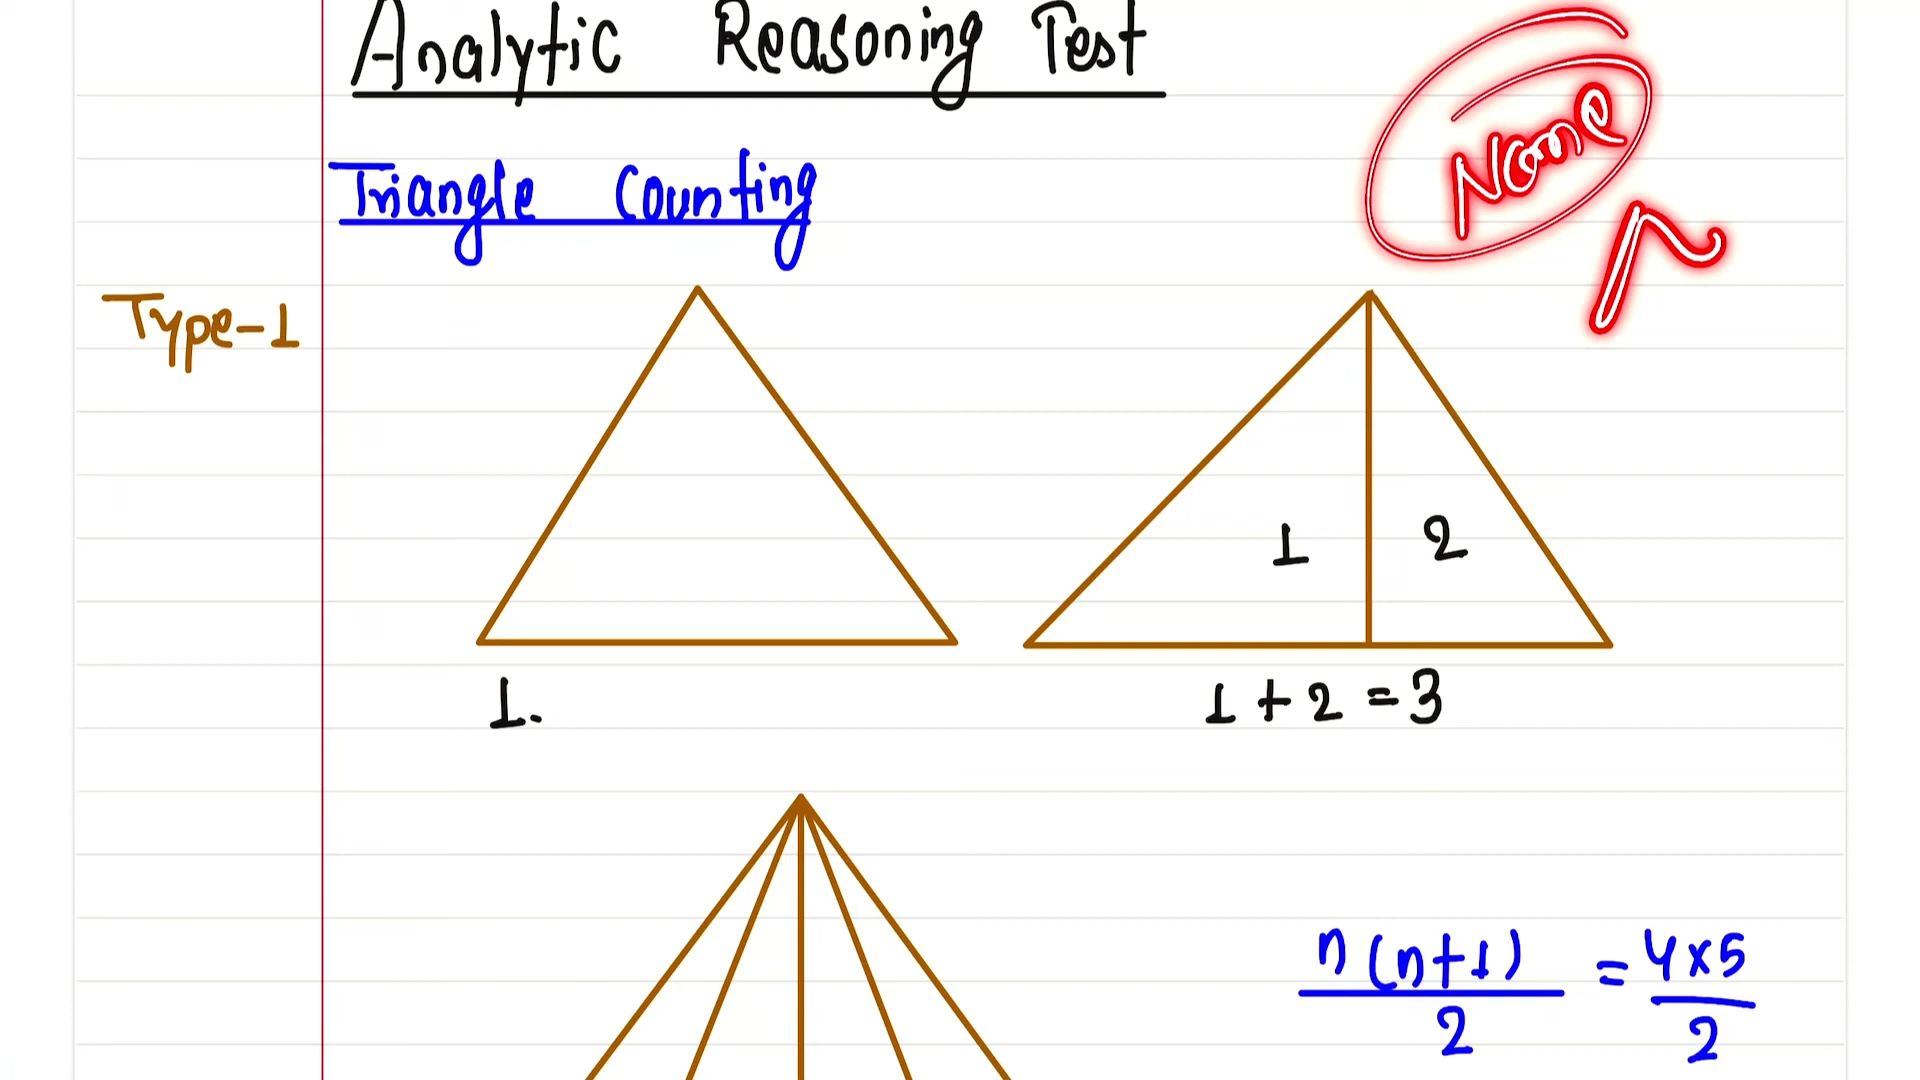 Analytic Reasoning Test
Name
Triangle Counting
Type-1
1 2
1.
1 + 2 = 3
n(n+1)/2 = 4x5/2